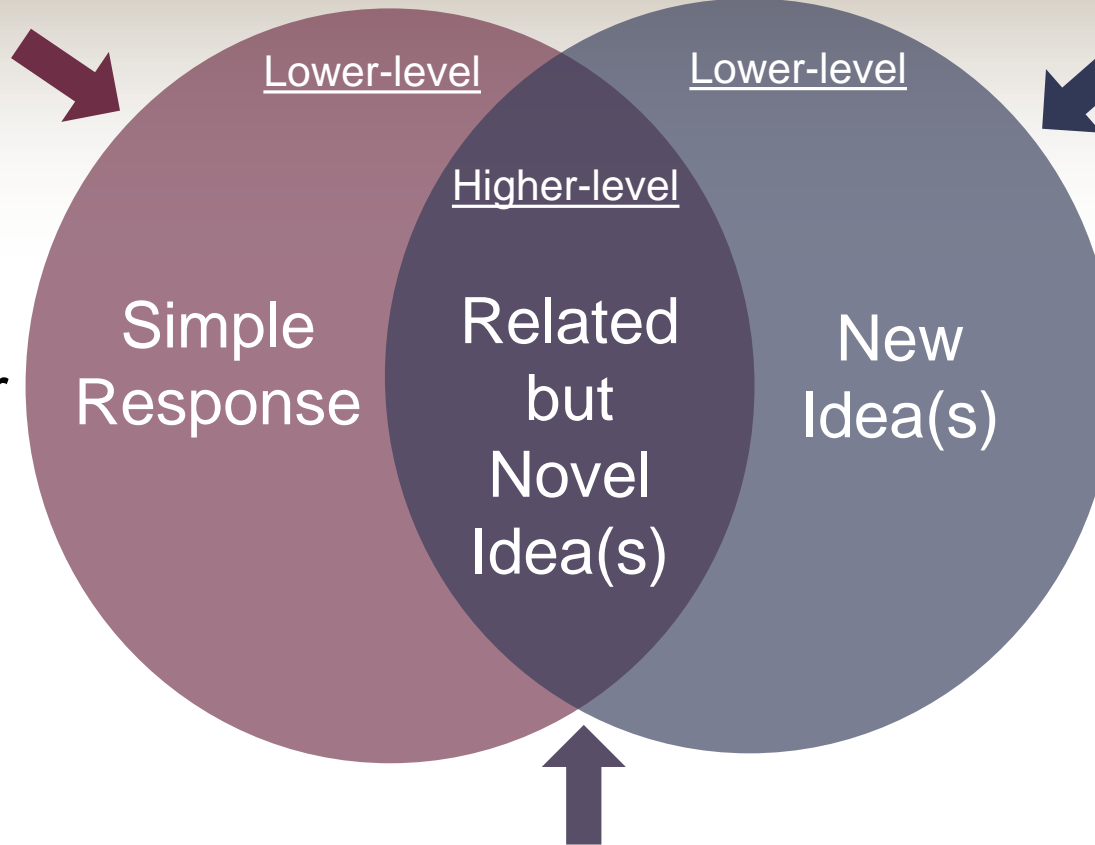 Lower-level
Simple
Response
Higher-level
Related
but
Novel
Idea(s)
Lower-level
New
Idea(s)